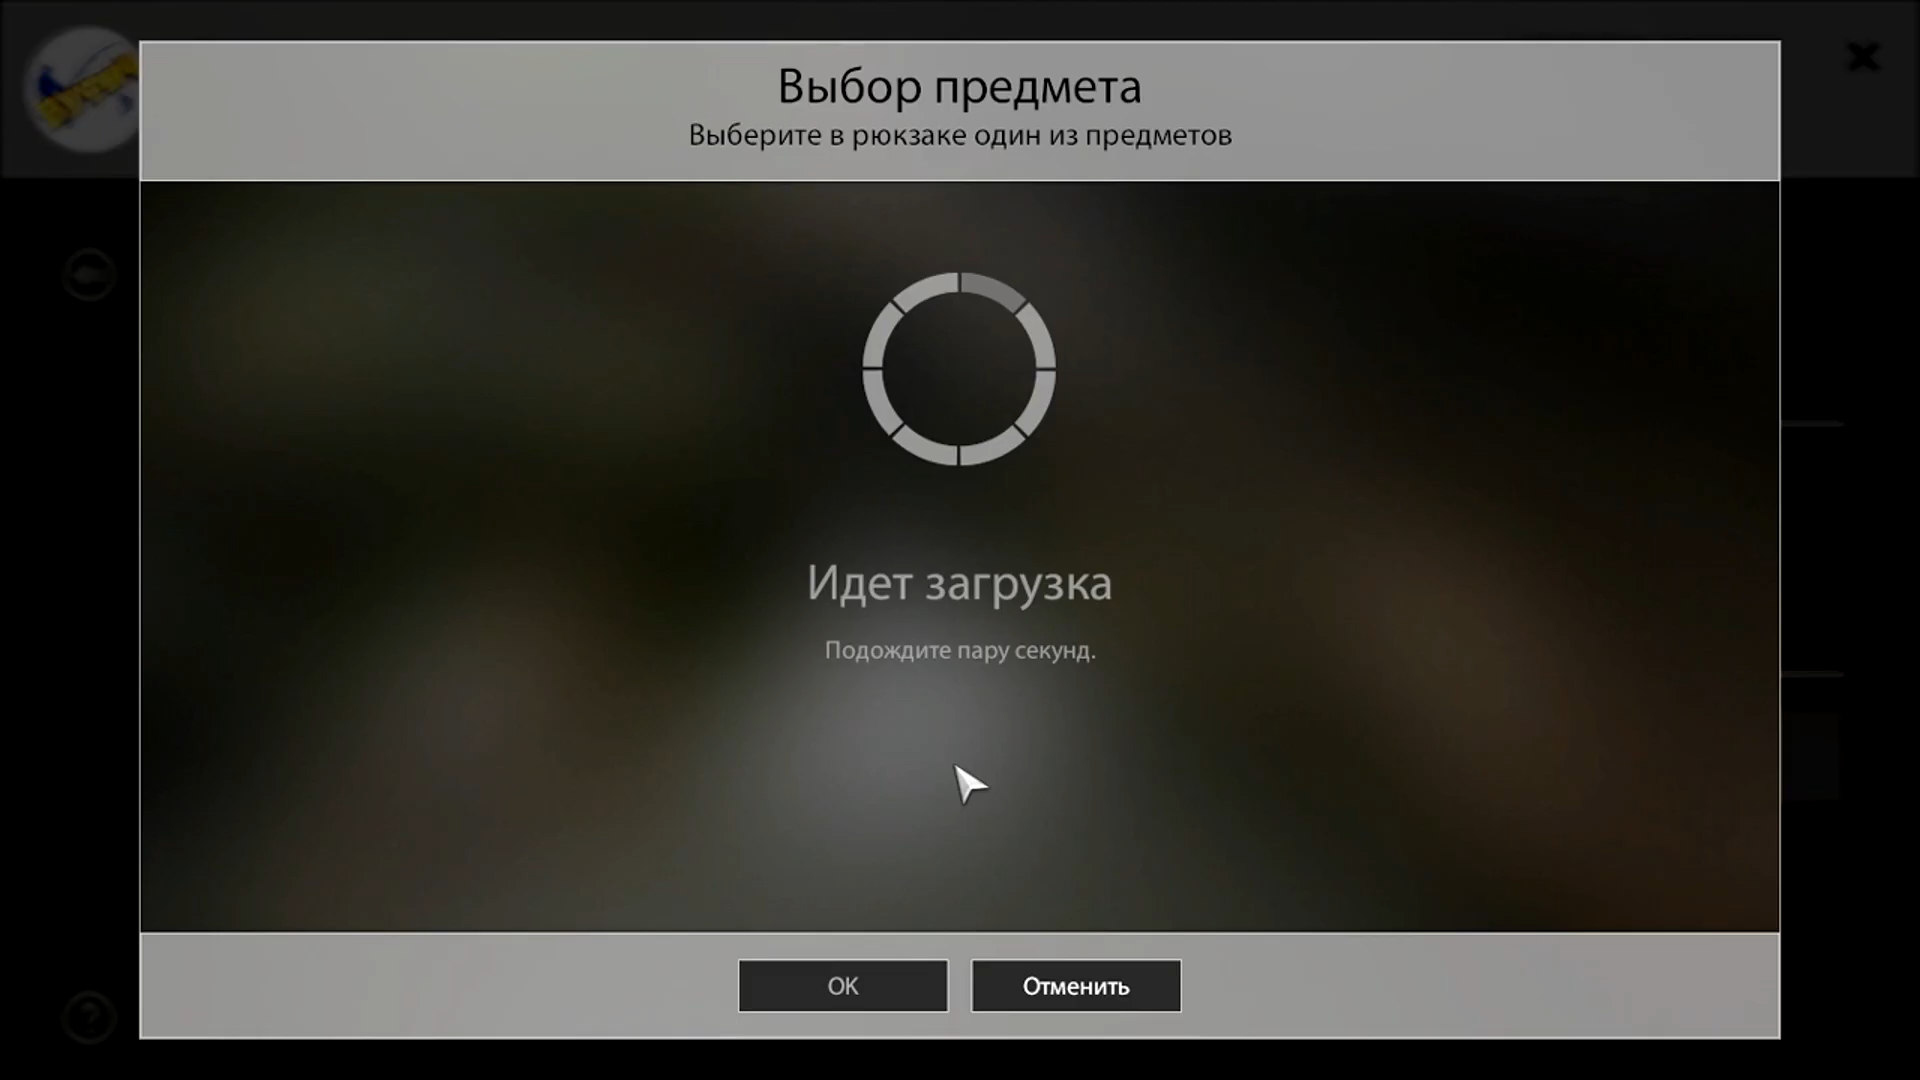 Выбор предмета
Выберите в рюкзаке один из предметов
Идет загрузка
Подождите пару секунд.
OK
Отменить
?